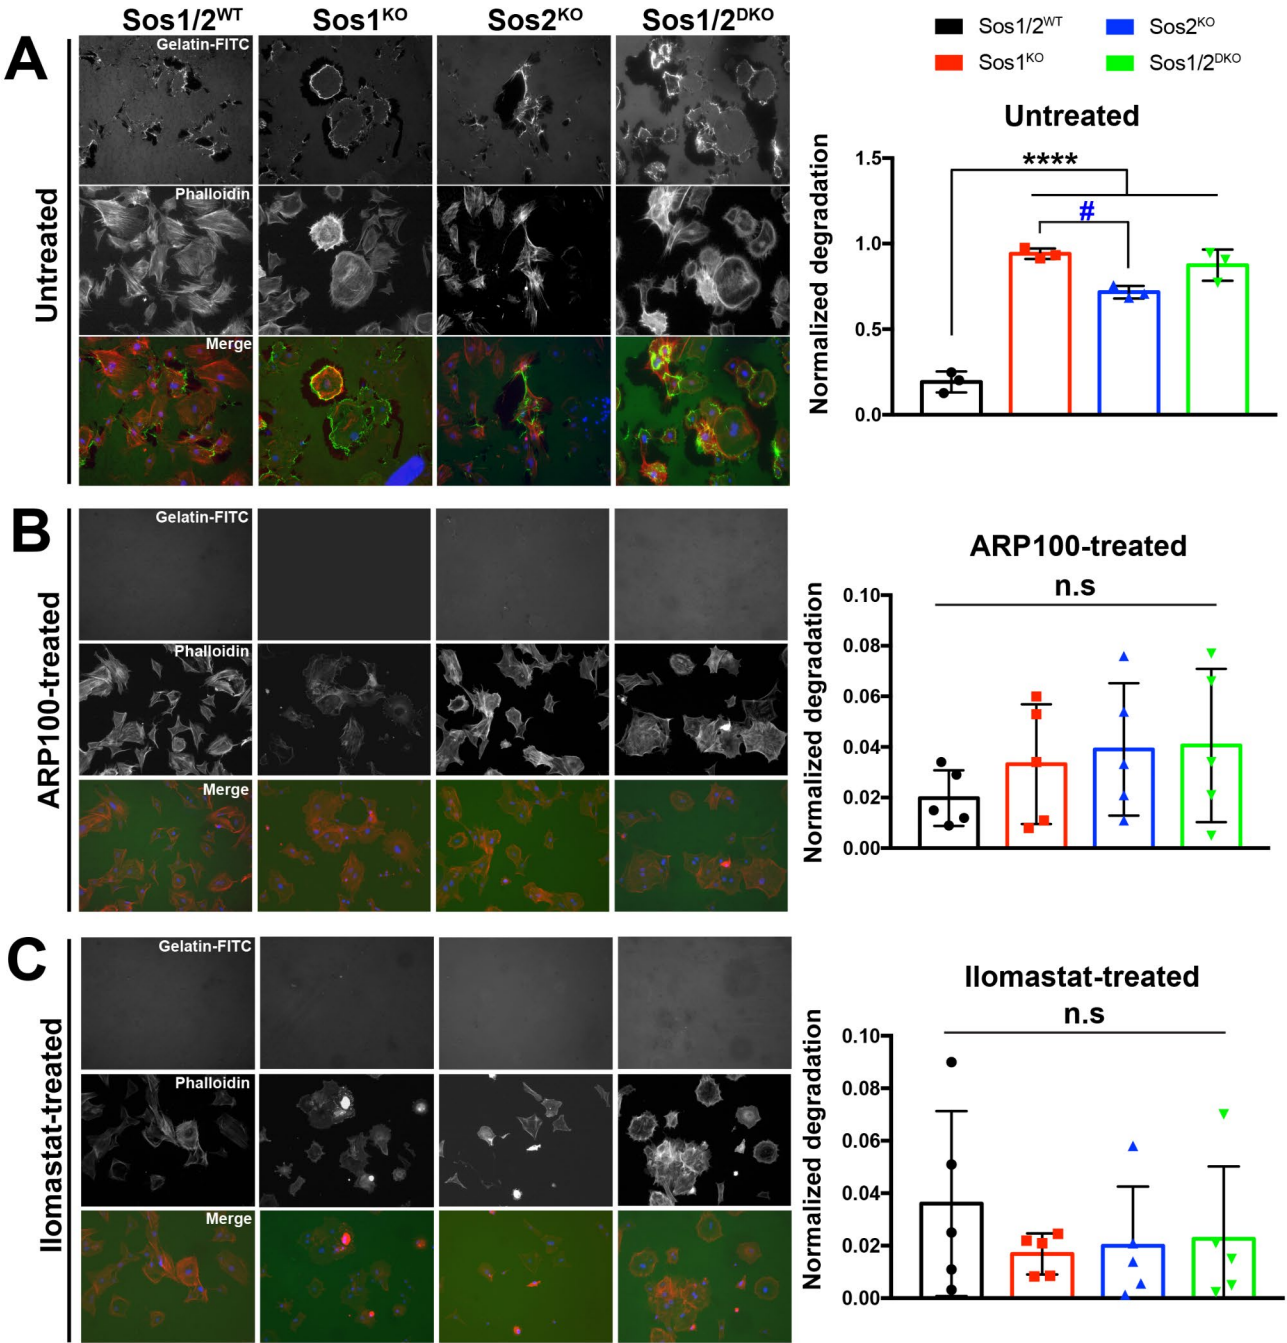 Sos1/2WT Sos1KO Sos2KO Sos1/2DKO
Sos1/2WT Sos2KO
Sos1KO Sos1/2DKO
A
Untreated
Gelatin-FITC
Phalloidin
Merge
Untreated
Normalized degradation
1.5
1.0
0.5
0.0
****
#
B
ARP100-treated
Gelatin-FITC
Phalloidin
Merge
ARP100-treated
n.s
Normalized degradation
0.10
0.08
0.06
0.04
0.02
0.00
C
Ilomastat-treated
Gelatin-FITC
Phalloidin
Merge
Ilomastat-treated
n.s
Normalized degradation
0.10
0.08
0.06
0.04
0.02
0.00